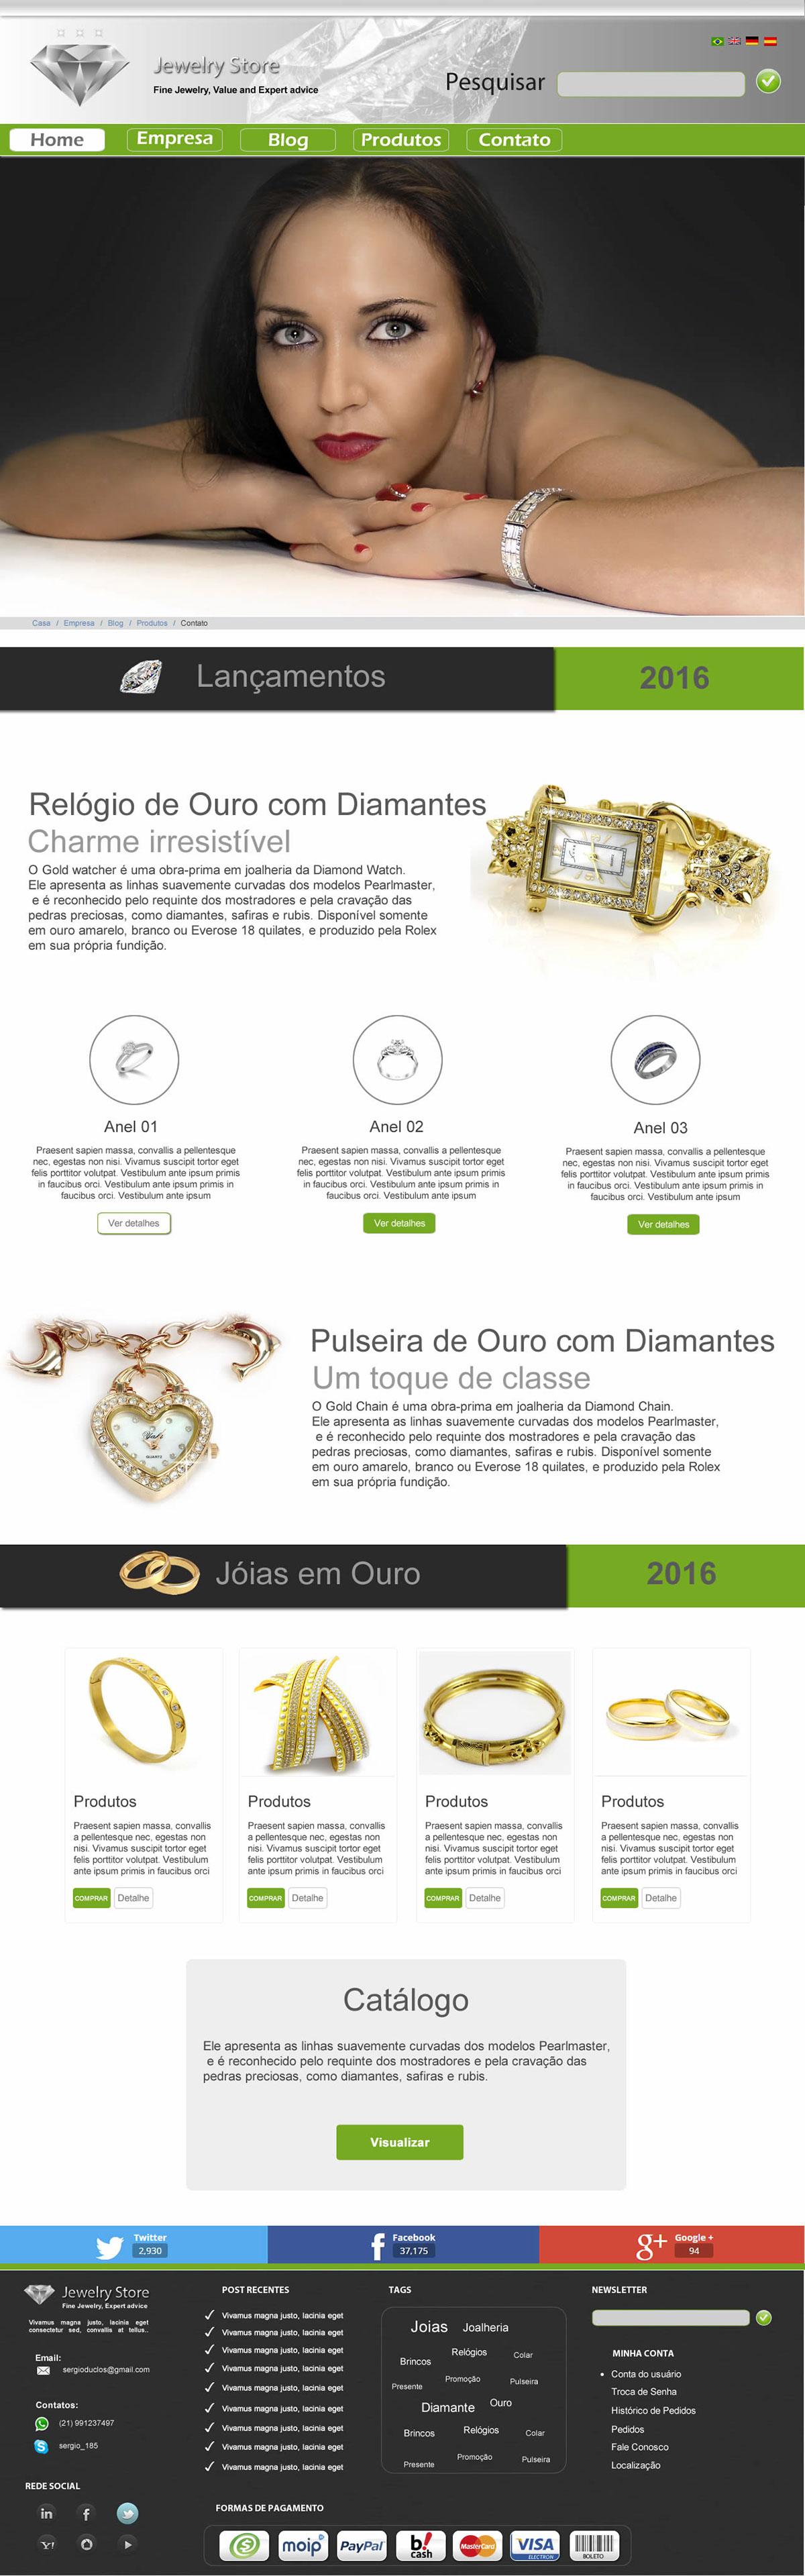 Jewelry Store
Fine Jewelry, Value and Expert advice
Pesquisar
Home
Empresa
Blog
Produtos
Contato
Casa / Empresa / Blog / Produtos / Contato
Lançamentos
2016
Relógio de Ouro com Diamantes
Charme irresistível
O Gold watcher é uma obra-prima em joalheria da Diamond Watch.
Ele apresenta as linhas suavemente curvadas dos modelos Pearlmaster,
e é reconhecido pelo requinte dos mostradores e pela cravação das
pedras preciosas, como diamantes, safiras e rubis. Disponível somente
em ouro amarelo, branco ou Everose 18 quilates, e produzido pela Rolex
em sua própria fundição.
Anel 01
Praesent sapien massa, convallis a pellentesque
nec, egestas non nisi. Vivamus suscipit tortor eget
felis porttitor volutpat. Vestibulum ante ipsum primis
in faucibus orci. Vestibulum ante ipsum primis in
faucibus orci. Vestibulum ante ipsum
Ver detalhes
Anel 02
Praesent sapien massa, convallis a pellentesque
nec, egestas non nisi. Vivamus suscipit tortor eget
felis porttitor volutpat. Vestibulum ante ipsum primis
in faucibus orci. Vestibulum ante ipsum primis in
faucibus orci. Vestibulum ante ipsum
Ver detalhes
Anel 03
Praesent sapien massa, convallis a pellentesque
nec, egestas non nisi. Vivamus suscipit tortor eget
felis porttitor volutpat. Vestibulum ante ipsum primis
in faucibus orci. Vestibulum ante ipsum primis in
faucibus orci. Vestibulum ante ipsum
Ver detalhes
Pulseira de Ouro com Diamantes
Um toque de classe
O Gold Chain é uma obra-prima em joalheria da Diamond Chain.
Ele apresenta as linhas suavemente curvadas dos modelos Pearlmaster,
e é reconhecido pelo requinte dos mostradores e pela cravação das
pedras preciosas, como diamantes, safiras e rubis. Disponível somente
em ouro amarelo, branco ou Everose 18 quilates, e produzido pela Rolex
em sua própria fundição.
QUARTZ
Jóias em Ouro
2016
Produtos
Praesent sapien massa, convallis
a pellentesque nec, egestas non
nisi. Vivamus suscipit tortor eget
felis porttitor volutpat. Vestibulum
ante ipsum primis in faucibus orci
COMPRAR
Detalhe
Produtos
Praesent sapien massa, convallis
a pellentesque nec, egestas non
nisi. Vivamus suscipit tortor eget
felis porttitor volutpat. Vestibulum
ante ipsum primis in faucibus orci
COMPRAR
Detalhe
Produtos
Praesent sapien massa, convallis
a pellentesque nec, egestas non
nisi. Vivamus suscipit tortor eget
felis porttitor volutpat. Vestibulum
ante ipsum primis in faucibus orci
COMPRAR
Detalhe
Produtos
Praesent sapien massa, convallis
a pellentesque nec, egestas non
nisi. Vivamus suscipit tortor eget
felis porttitor volutpat. Vestibulum
ante ipsum primis in faucibus orci
COMPRAR
Detalhe
Catálogo
Ele apresenta as linhas suavemente curvadas dos modelos Pearlmaster,
e é reconhecido pelo requinte dos mostradores e pela cravação das
pedras preciosas, como diamantes, safiras e rubis.
Visualizar
Twitter
2,930
Facebook
37,175
Google +
94
Jewelry Store
Fine Jewelry, Expert advice
Vivamus magna justo, lacinia eget
consectetur sed, convallis at tellus..
Email:
sergioduclos@gmail.com
Contatos:
(21) 991237497
sergio_185
REDE SOCIAL
POST RECENTES
Vivamus magna justo, lacinia eget
Vivamus magna justo, lacinia eget
Vivamus magna justo, lacinia eget
Vivamus magna justo, lacinia eget
Vivamus magna justo, lacinia eget
Vivamus magna justo, lacinia eget
Vivamus magna justo, lacinia eget
Vivamus magna justo, lacinia eget
Vivamus magna justo, lacinia eget
TAGS
Joias Joalheria
Brincos Relógios Colar
Presente Promoção Pulseira
Diamante Ouro
Brincos Relógios Colar
Presente Promoção Pulseira
NEWSLETTER
MINHA CONTA
Conta do usuário
Troca de Senha
Histórico de Pedidos
Pedidos
Fale Conosco
Localização
FORMAS DE PAGAMENTO
moip
PayPal
b! cash
MasterCard
VISA
ELECTRON
BOLETO